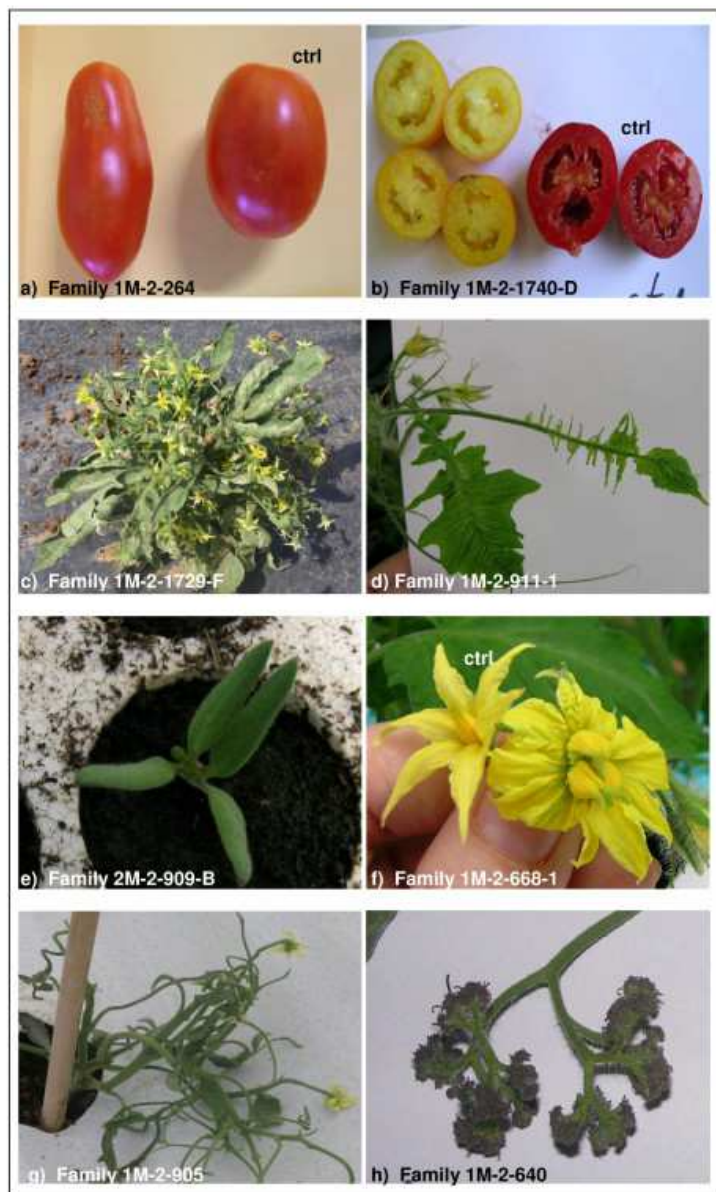 ctrl
a) Family 1M-2-264
ctrl
b) Family 1M-2-1740-D
c) Family 1M-2-1729-F
d) Family 1M-2-911-1
e) Family 2M-2-909-B
ctrl
f) Family 1M-2-668-1
g) Family 1M-2-905
h) Family 1M-2-640